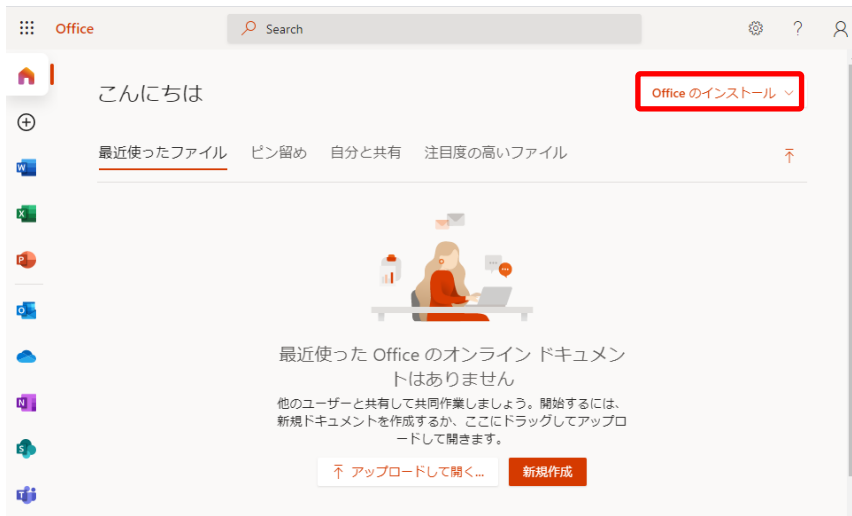 Office
Search
?
こんにちは
Office のインストール
最近使ったファイル ピン留め 自分と共有 注目度の高いファイル
最近使った Office のオンライン ドキュメン
トはありません
他のユーザーと共有して共同作業しましょう。開始するには、
新規ドキュメントを作成するか、ここにドラッグしてアップロ
ードして開きます。
アップロードして開く... 新規作成